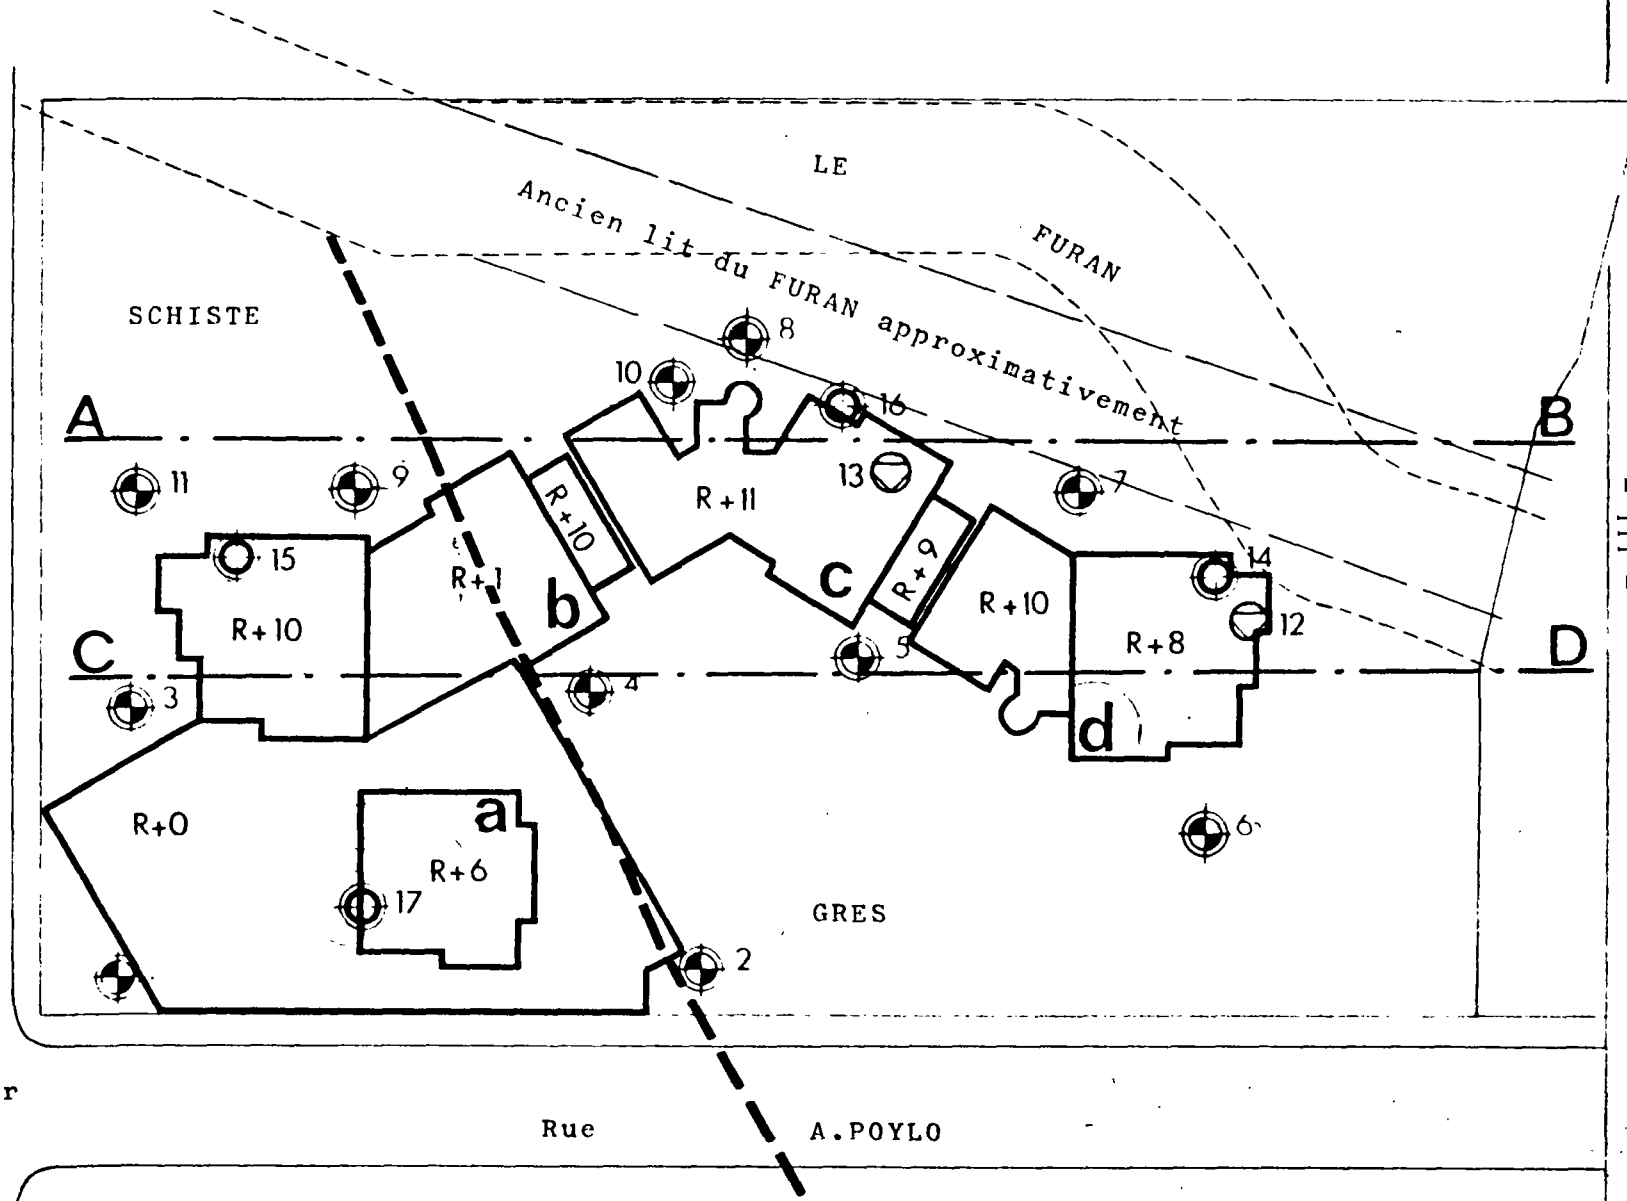 LE
FURAN
Ancien lit du FURAN approximativement
SCHISTE
8
10
16
A
B
11
9
13
7
R+10
R+11
15
R+1
b
c
R+9
14
R+10
R+10
R+8
12
C
D
5
3
4
d
a
R+0
R+6
6
17
GRES
2
r
Rue A.POYLO